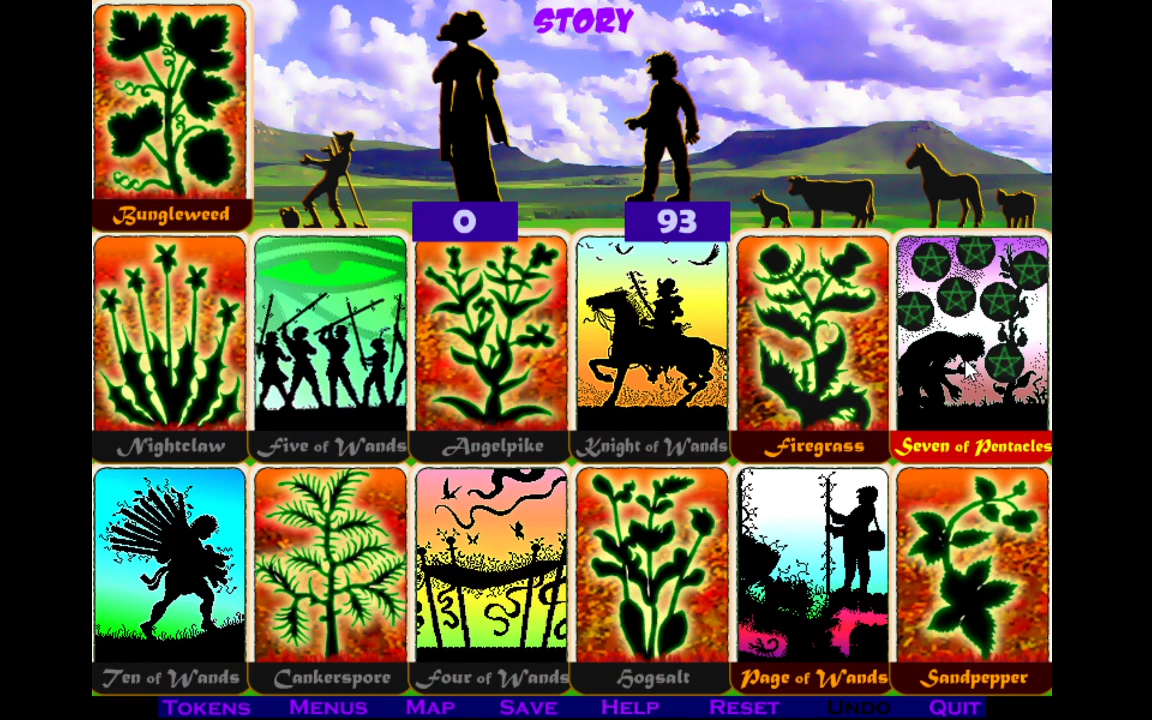 STORY
Bungleweed
0
93
Nightclaw
Five of Wands
Angelpike
Knight of Wands
Firegrass
Seven of Pentacles
Ten of Wands
Cankerspore
Four of Wands
Hogsalt
Page of Wands
Sandpepper
TOKENS MENUS MAP SAVE HELP RESET UNDO QUIT